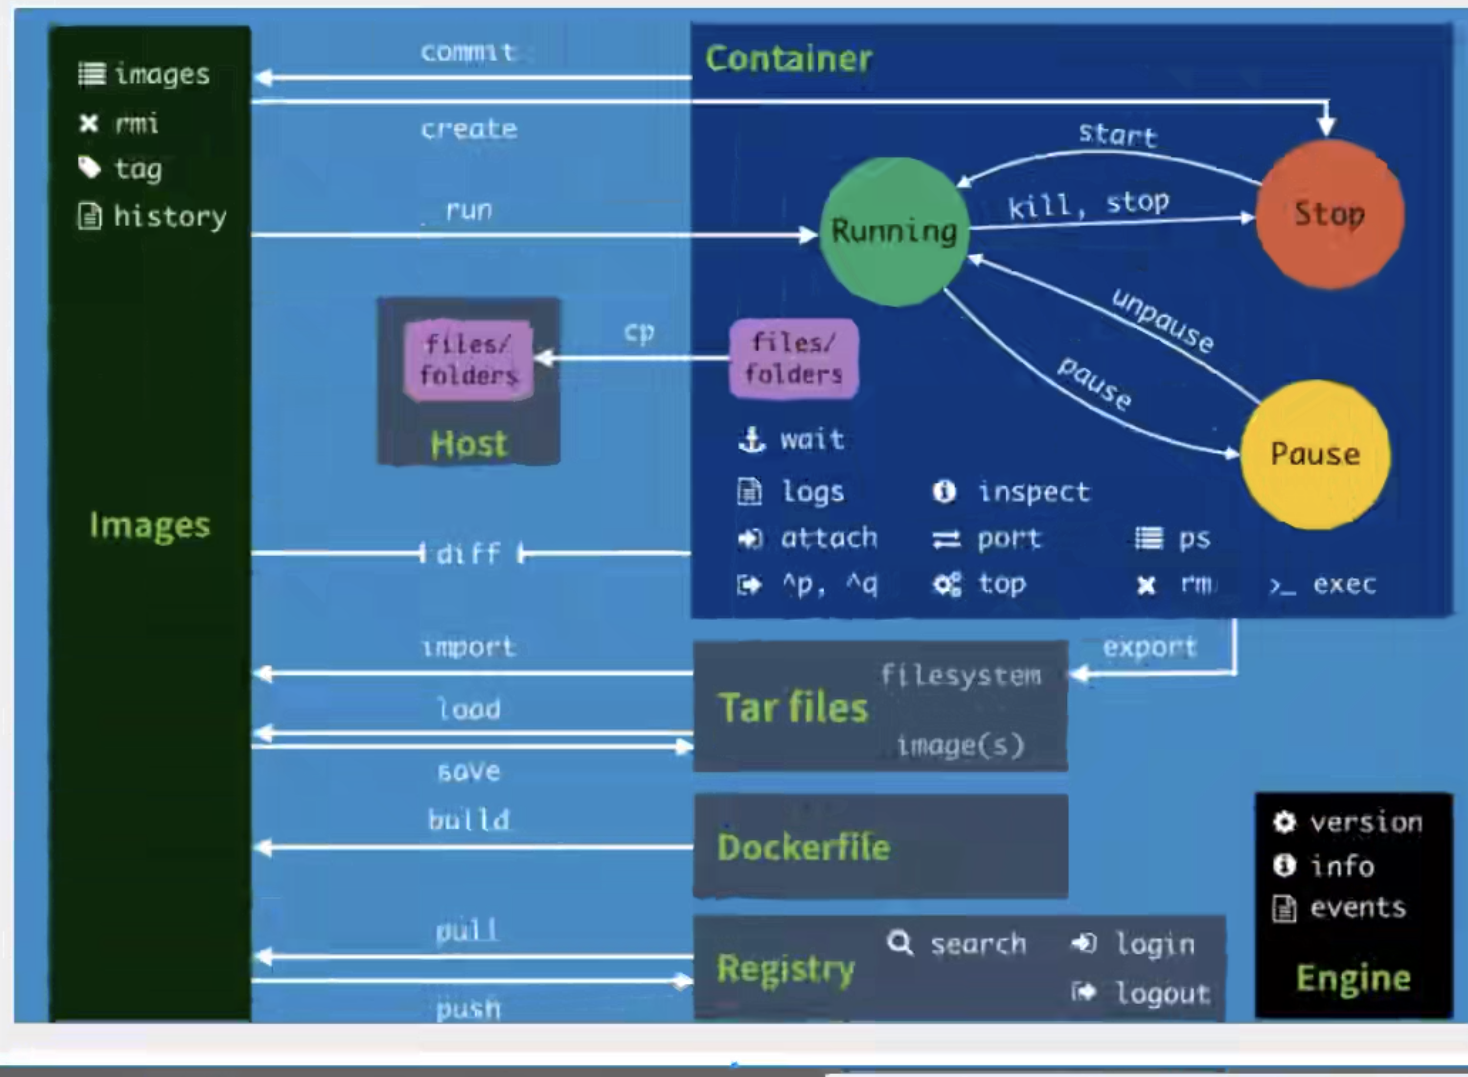 images
rmi
tag
history
Images
commit
create
run
Container
start
kill, stop
Running
Stop
unpause
pause
Pause
files/
folders
Host
cp
files/
folders
wait
logs
inspect
attach
port
ps
^p, ^q
top
rm
>_ exec
diff
import
load
save
Tar files
filesystem
image(s)
export
build
Dockerfile
pull
push
Registry
search
login
logout
version
info
events
Engine